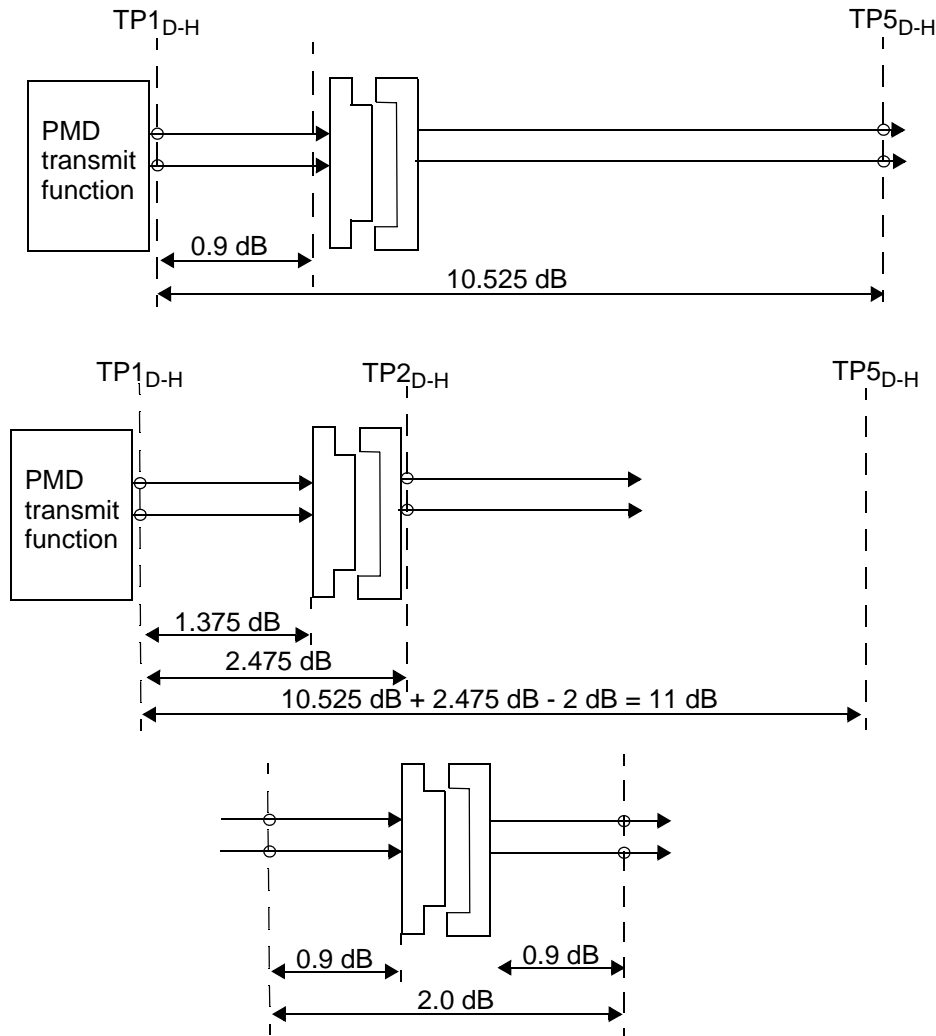 TP1D-H TP5D-H
PMD
transmit
function
0.9 dB
10.525 dB
TP1D-H TP2D-H TP5D-H
PMD
transmit
function
1.375 dB
2.475 dB
10.525 dB + 2.475 dB - 2 dB = 11 dB
0.9 dB 0.9 dB
2.0 dB